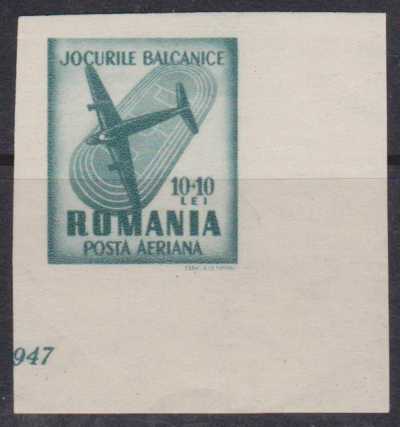 JOCURILE BALCANICE
10+10
LEI
ROMANIA
POSTA AERIANA
947